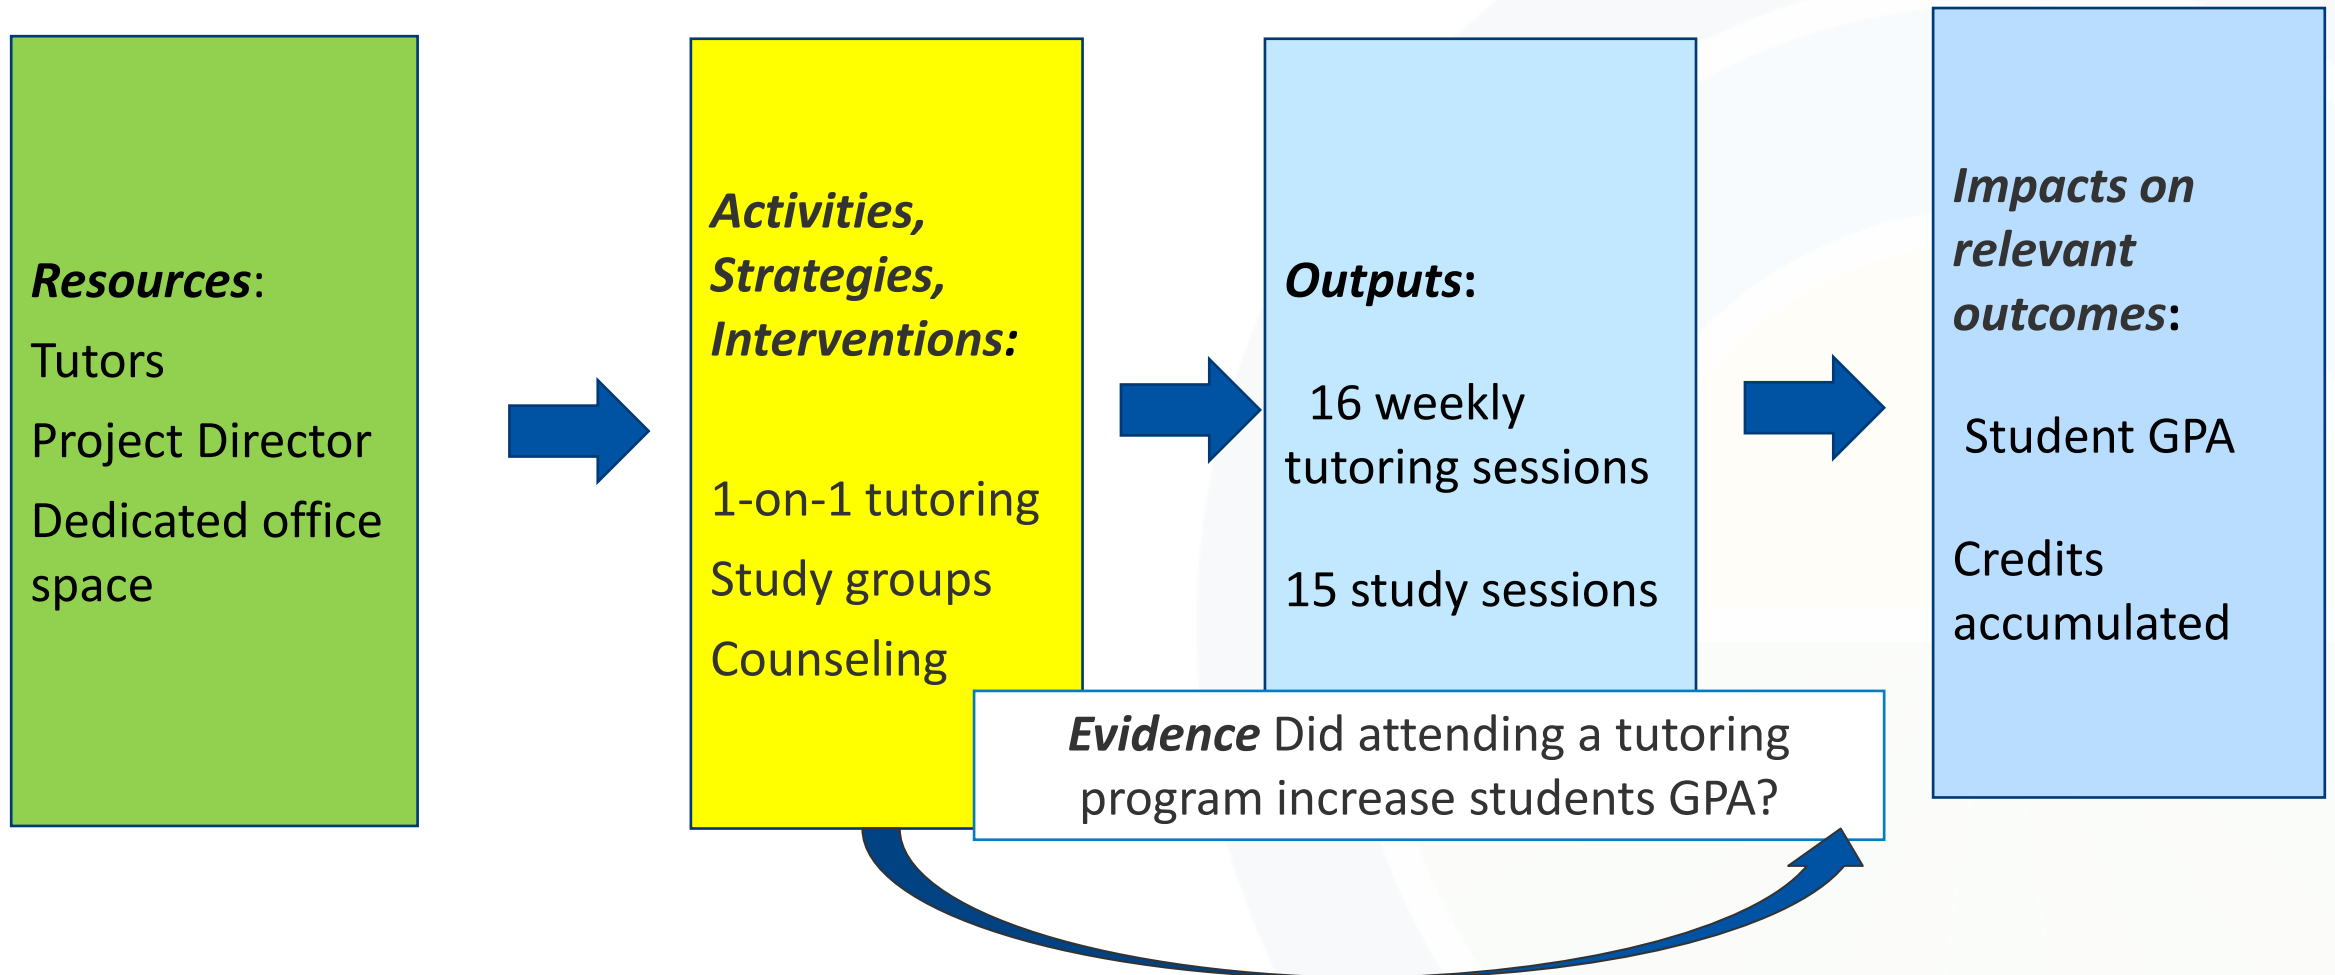 Resources:
Tutors
Project Director
Dedicated office
space
Activities,
Strategies,
Interventions:
1-on-1 tutoring
Study groups
Counseling
Outputs:
16 weekly
tutoring sessions
15 study sessions
Impacts on
relevant
outcomes:
Student GPA
Credits
accumulated
Evidence Did attending a tutoring
program increase students GPA?